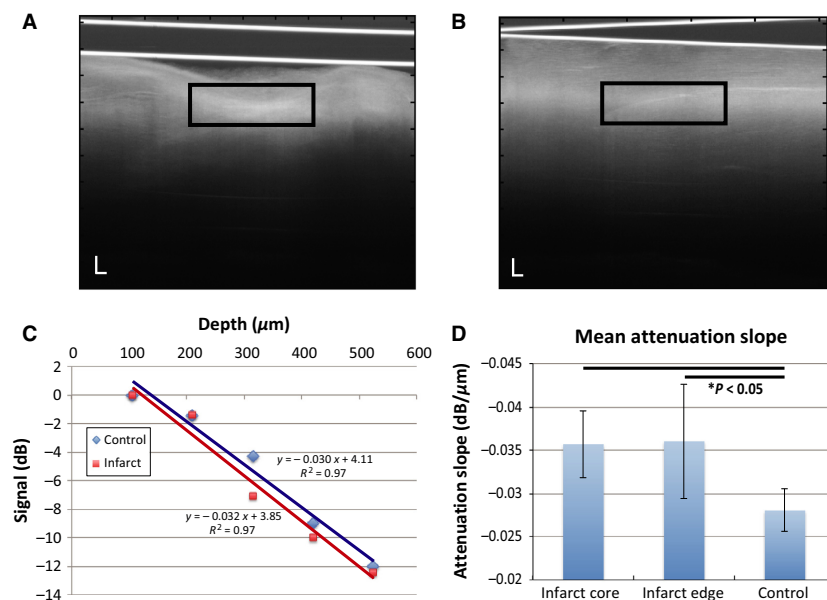 A
B
C
Depth (µm)
0 100 200 300 400 500 600
2
0
−2
−4
−6
−8
−10
−12
−14
Signal (dB)
Control
Infarct
y = − 0.030 x + 4.11
R² = 0.97
y = − 0.032 x + 3.85
R² = 0.97
D
Mean attenuation slope
Attenuation slope (dB/µm)
−0.045
−0.04
−0.035
−0.03
−0.025
−0.02
*P < 0.05
Infarct core Infarct edge Control